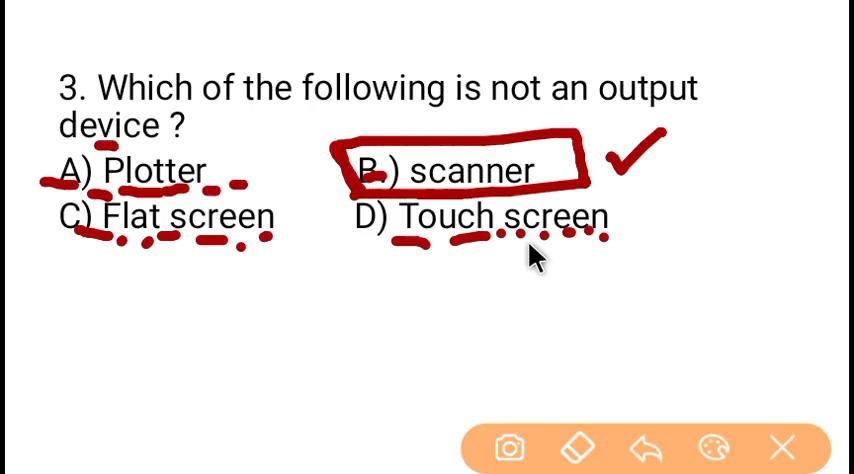 3. Which of the following is not an output
device ?
A) Plotter B.) scanner
C) Flat screen D) Touch screen